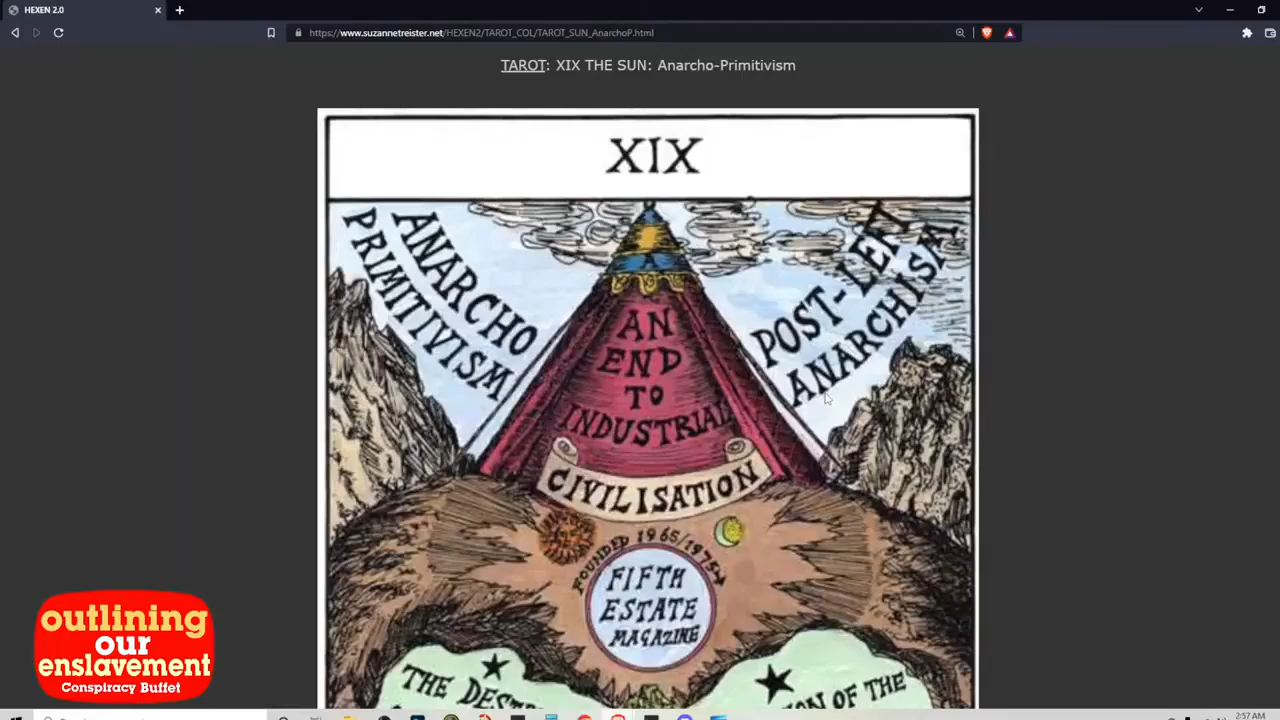 HEXEN 2.0
https://www.suzannetreister.net/HEXEN2/TAROT_COL/TAROT_SUN_AnarchoP.html
TAROT: XIX THE SUN: Anarcho-Primitivism
XIX
ANARCHO
PRIMITIVISM
POST-LEFT
ANARCHISM
AN
END
TO
INDUSTRIAL
CIVILISATION
FOUNDED 1965/1975
FIFTH
ESTATE
MAGAZINE
THE
OF THE
outlining
our
enslavement
Conspiracy Buffet
2:57 AM